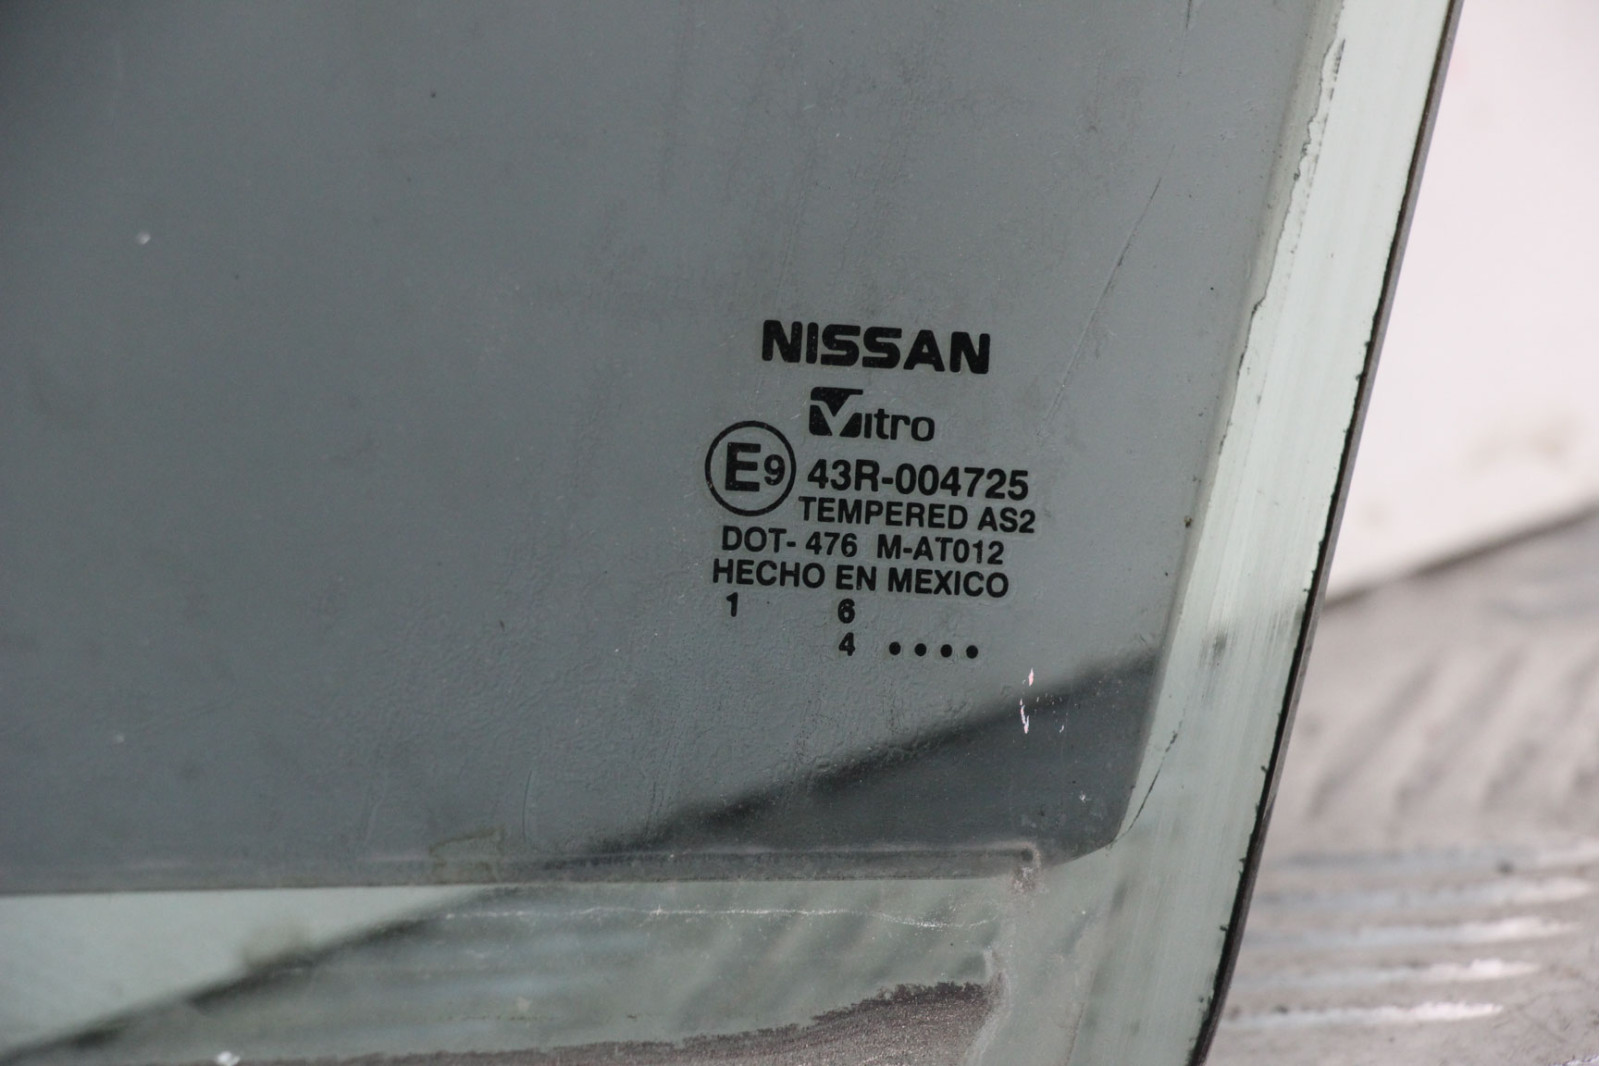 NISSAN
Vitro
E9 43R-004725
TEMPERED AS2
DOT- 476 M-AT012
HECHO EN MEXICO
1 6
4 ••••